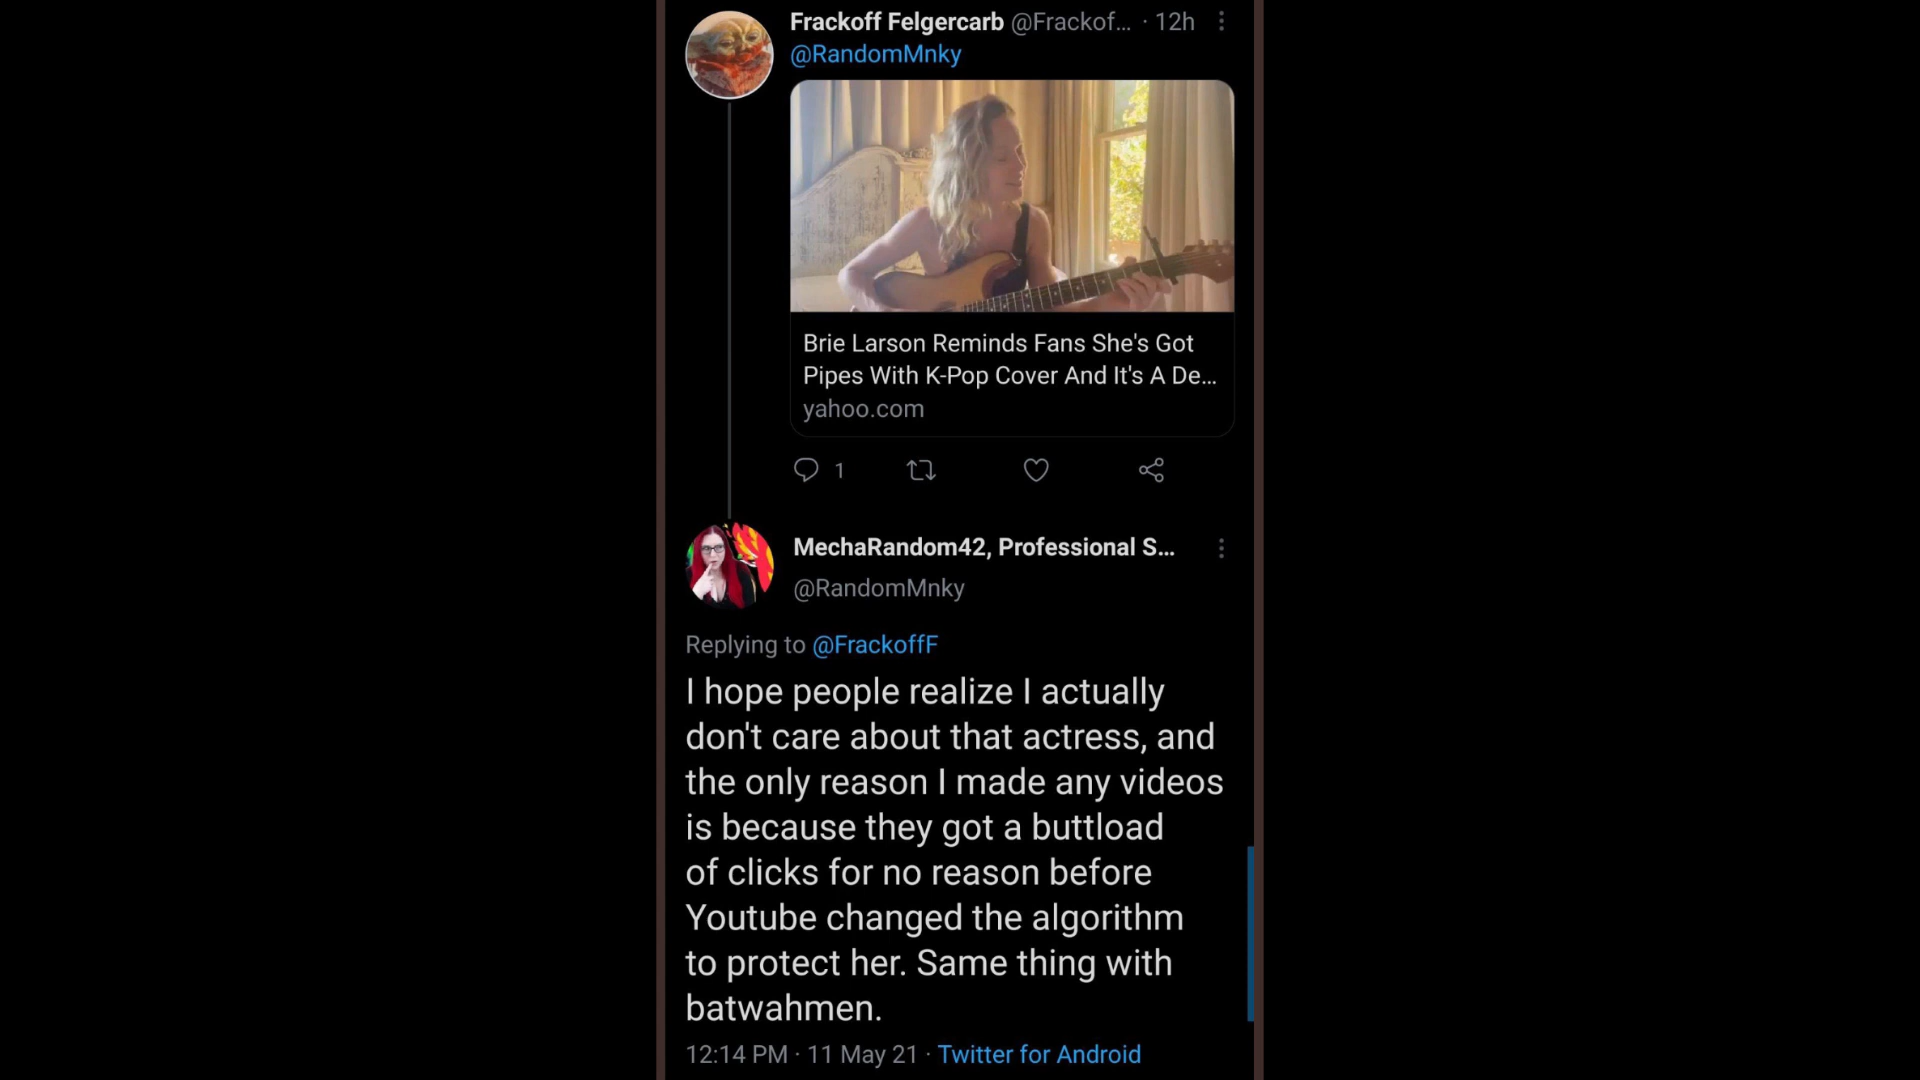 Frackoff Felgercarb @Frackof... · 12h
@RandomMnky
Brie Larson Reminds Fans She's Got
Pipes With K-Pop Cover And It's A De...
yahoo.com
1
MechaRandom42, Professional S...
@RandomMnky
Replying to @FrackoffF
I hope people realize I actually
don't care about that actress, and
the only reason I made any videos
is because they got a buttload
of clicks for no reason before
Youtube changed the algorithm
to protect her. Same thing with
batwahmen.
12:14 PM · 11 May 21 · Twitter for Android